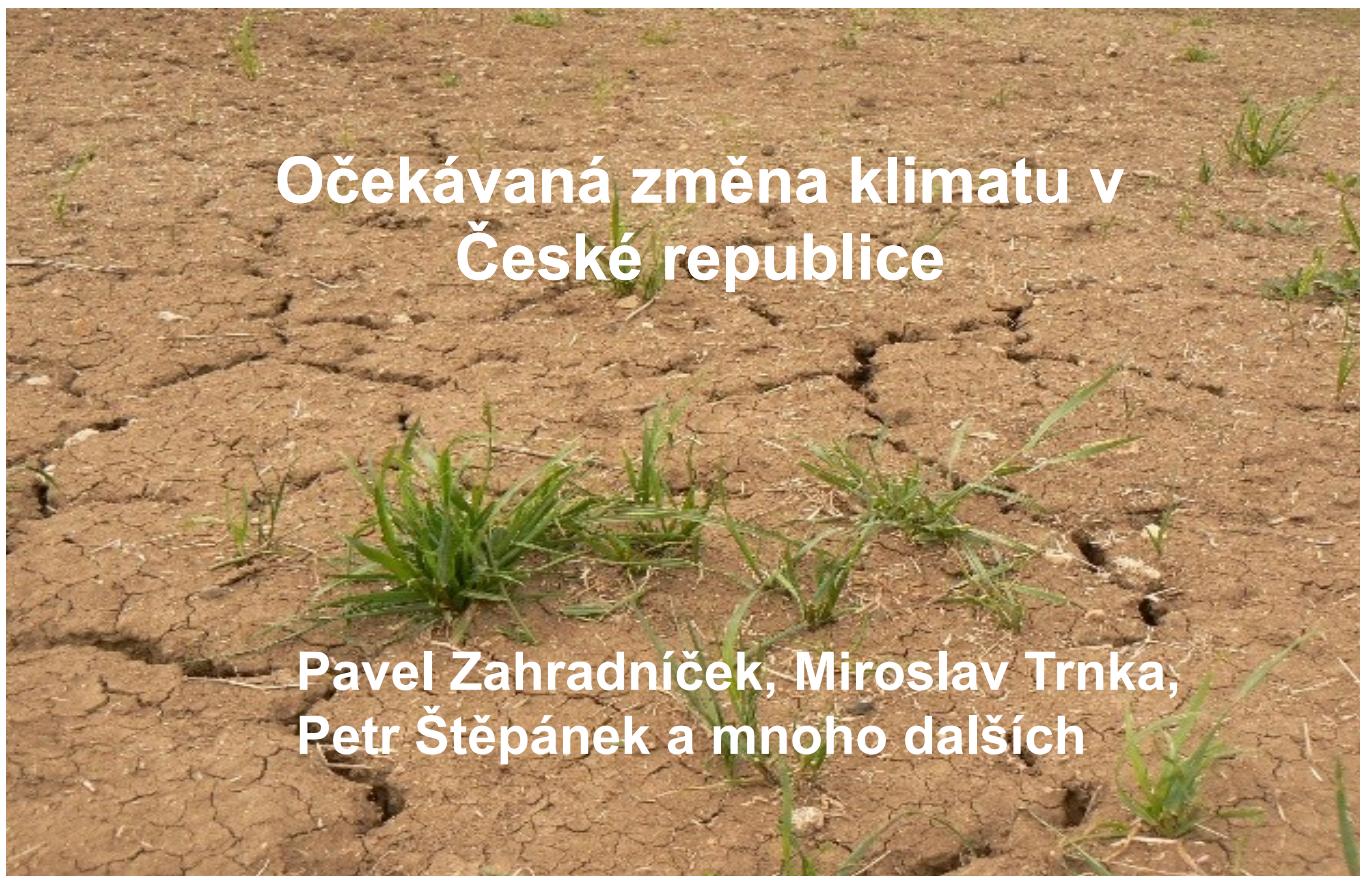 Očekávaná změna klimatu v
České republice
Pavel Zahradníček, Miroslav Trnka,
Petr Štěpánek a mnoho dalších